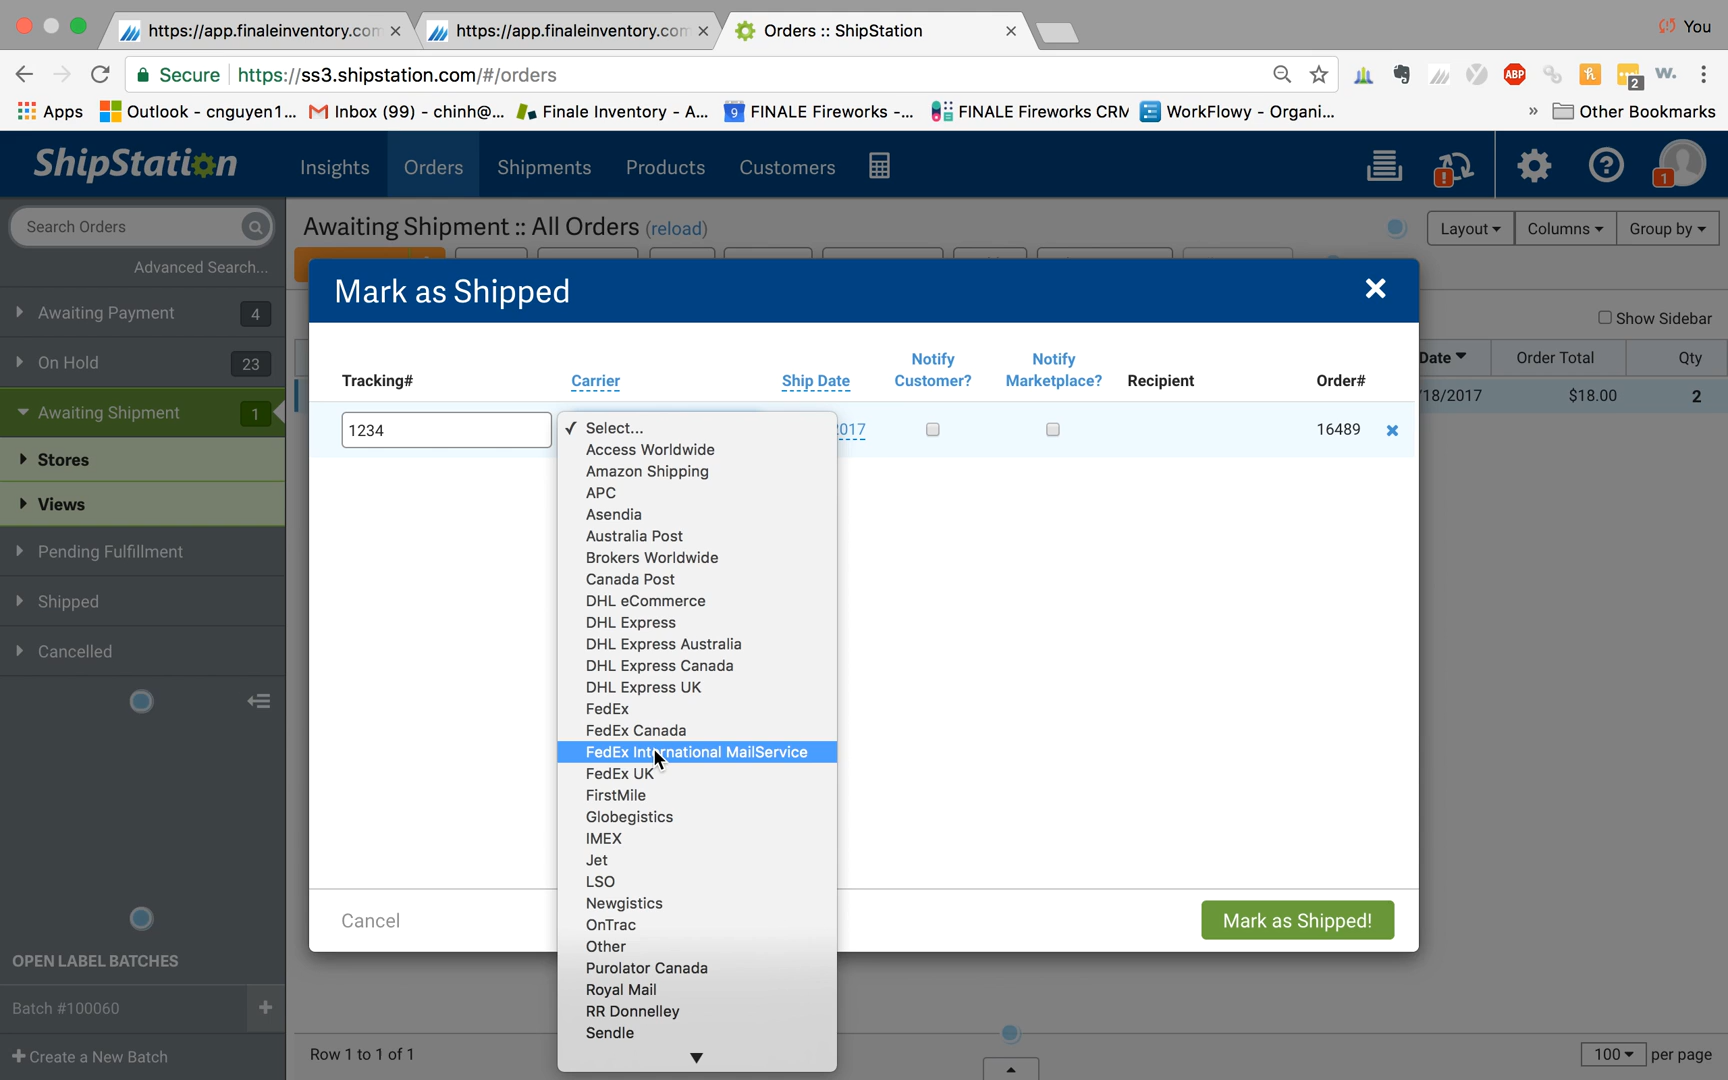 https://app.finaleinventory.com
https://app.finaleinventory.com
Orders :: ShipStation
You
Secure
https://ss3.shipstation.com/#/orders
ABP
2
W.
Apps
Outlook - cnguyen1...
Inbox (99) - chinh@...
Finale Inventory - A...
9
FINALE Fireworks -...
FINALE Fireworks CRM
WorkFlowy - Organi...
»
Other Bookmarks
ShipStation
Insights
Orders
Shipments
Products
Customers
!
?
1
Search Orders
Advanced Search...
Awaiting Payment 4
On Hold 23
Awaiting Shipment 1
Stores
Views
Pending Fulfillment
Shipped
Cancelled
OPEN LABEL BATCHES
Batch #100060 +
+ Create a New Batch
Awaiting Shipment :: All Orders (reload)
Layout
Columns
Group by
Show Sidebar
Date
Order Total
Qty
18/2017
$18.00
2
Mark as Shipped
Tracking#
Carrier
Ship Date
Notify
Customer?
Notify
Marketplace?
Recipient
Order#
1234
2017
16489
✓ Select...
Access Worldwide
Amazon Shipping
APC
Asendia
Australia Post
Brokers Worldwide
Canada Post
DHL eCommerce
DHL Express
DHL Express Australia
DHL Express Canada
DHL Express UK
FedEx
FedEx Canada
FedEx International MailService
FedEx UK
FirstMile
Globegistics
IMEX
Jet
LSO
Newgistics
OnTrac
Other
Purolator Canada
Royal Mail
RR Donnelley
Sendle
Cancel
Mark as Shipped!
Row 1 to 1 of 1
100
per page